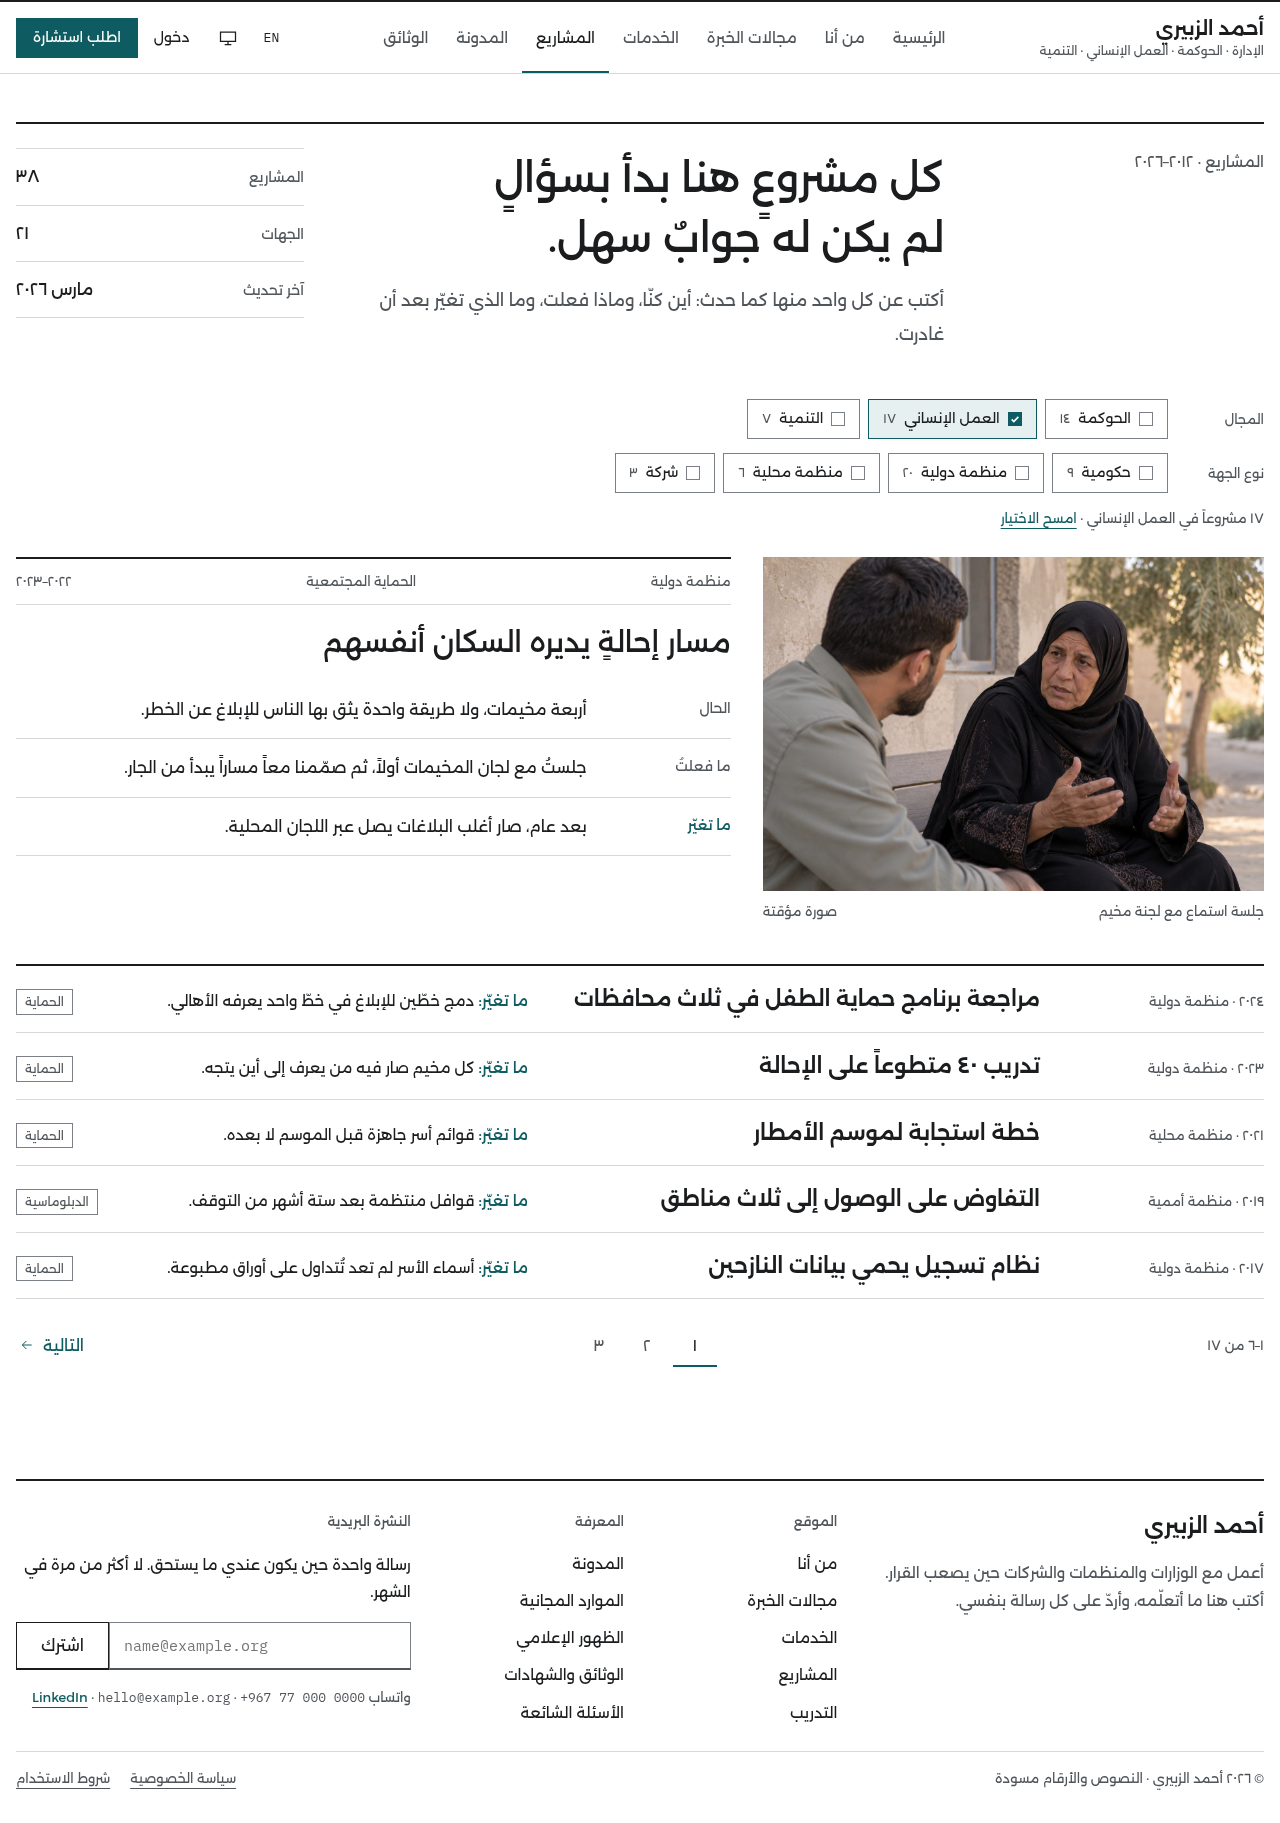 أحمد الزبيري
الإدارة · الحوكمة · العمل الإنساني · التنمية
الرئيسية
من أنا
مجالات الخبرة
الخدمات
المشاريع
المدونة
الوثائق
EN
دخول
اطلب استشارة
المشاريع · ٢٠١٢–٢٠٢٦
كل مشروعٍ هنا بدأ بسؤالٍ
لم يكن له جوابٌ سهل.
أكتب عن كل واحد منها كما حدث: أين كنّا، وماذا فعلت، وما الذي تغيّر بعد أن
غادرت.
المشاريع ٣٨
الجهات ٢١
آخر تحديث مارس ٢٠٢٦
المجال
الحوكمة ١٤
العمل الإنساني ١٧
التنمية ٧
نوع الجهة
حكومية ٩
منظمة دولية ٢٠
منظمة محلية ٦
شركة ٣
١٧ مشروعاً في العمل الإنساني · امسح الاختيار
جلسة استماع مع لجنة مخيم
صورة مؤقتة
منظمة دولية
الحماية المجتمعية
٢٠٢٢–٢٠٢٣
مسار إحالةٍ يديره السكان أنفسهم
الحال
أربعة مخيمات، ولا طريقة واحدة يثق بها الناس للإبلاغ عن الخطر.
ما فعلتُ
جلستُ مع لجان المخيمات أولاً، ثم صمّمنا معاً مساراً يبدأ من الجار.
ما تغيّر
بعد عام، صار أغلب البلاغات يصل عبر اللجان المحلية.
٢٠٢٤ · منظمة دولية
مراجعة برنامج حماية الطفل في ثلاث محافظات
ما تغيّر: دمج خطّين للإبلاغ في خطّ واحد يعرفه الأهالي.
الحماية
٢٠٢٣ · منظمة دولية
تدريب ٤٠ متطوعاً على الإحالة
ما تغيّر: كل مخيم صار فيه من يعرف إلى أين يتجه.
الحماية
٢٠٢١ · منظمة محلية
خطة استجابة لموسم الأمطار
ما تغيّر: قوائم أسر جاهزة قبل الموسم لا بعده.
الحماية
٢٠١٩ · منظمة أممية
التفاوض على الوصول إلى ثلاث مناطق
ما تغيّر: قوافل منتظمة بعد ستة أشهر من التوقف.
الدبلوماسية
٢٠١٧ · منظمة دولية
نظام تسجيل يحمي بيانات النازحين
ما تغيّر: أسماء الأسر لم تعد تُتداول على أوراق مطبوعة.
الحماية
١–٦ من ١٧
١
٢
٣
التالية ←
أحمد الزبيري
أعمل مع الوزارات والمنظمات والشركات حين يصعب القرار.
أكتب هنا ما أتعلّمه، وأردّ على كل رسالة بنفسي.
الموقع
من أنا
مجالات الخبرة
الخدمات
المشاريع
التدريب
المعرفة
المدونة
الموارد المجانية
الظهور الإعلامي
الوثائق والشهادات
الأسئلة الشائعة
النشرة البريدية
رسالة واحدة حين يكون عندي ما يستحق. لا أكثر من مرة في
الشهر.
name@example.org
اشترك
واتساب +967 77 000 0000 · hello@example.org · LinkedIn
© ٢٠٢٦ أحمد الزبيري · النصوص والأرقام مسودة
سياسة الخصوصية
شروط الاستخدام